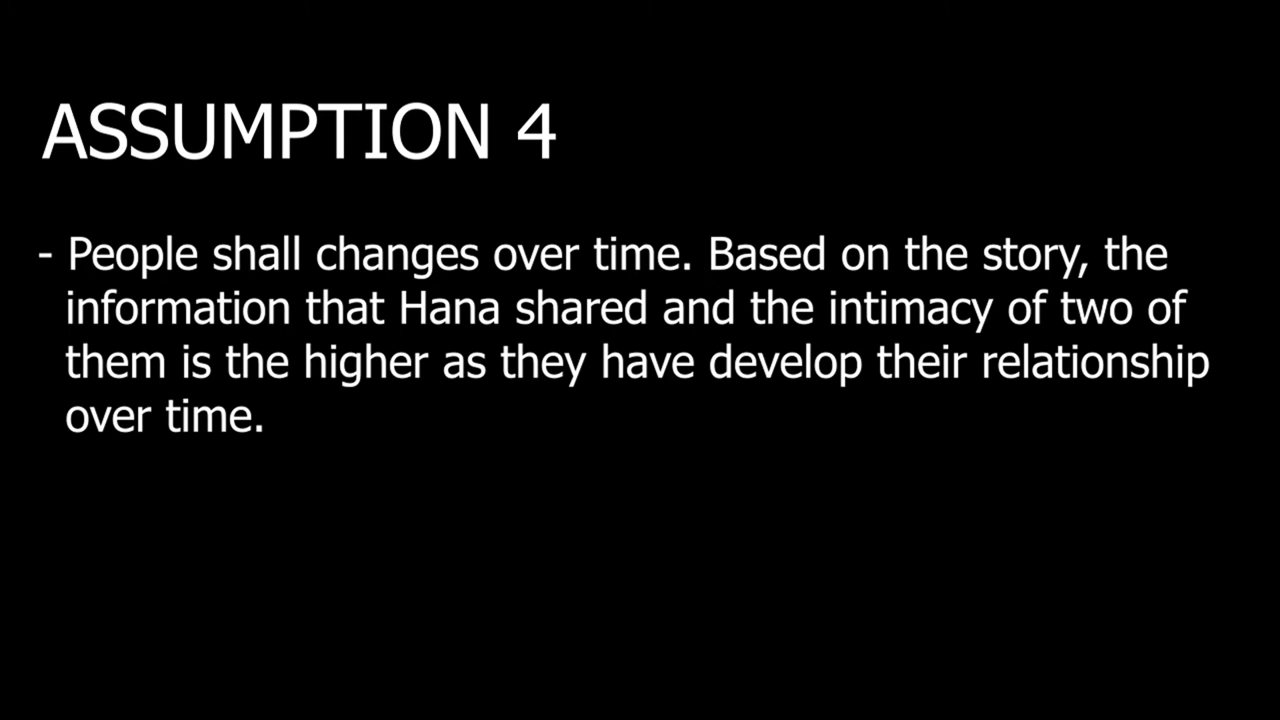 ASSUMPTION 4
- People shall changes over time. Based on the story, the
information that Hana shared and the intimacy of two of
them is the higher as they have develop their relationship
over time.